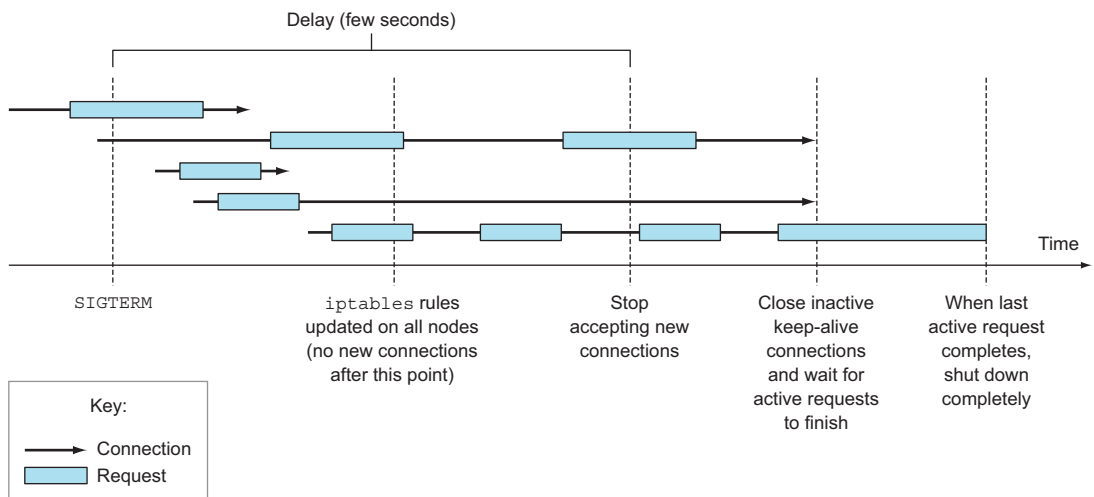 Delay (few seconds)
Time
SIGTERM
iptables rules
updated on all nodes
(no new connections
after this point)
Stop
accepting new
connections
Close inactive
keep-alive
connections
and wait for
active requests
to finish
When last
active request
completes,
shut down
completely
Key:
Connection
Request